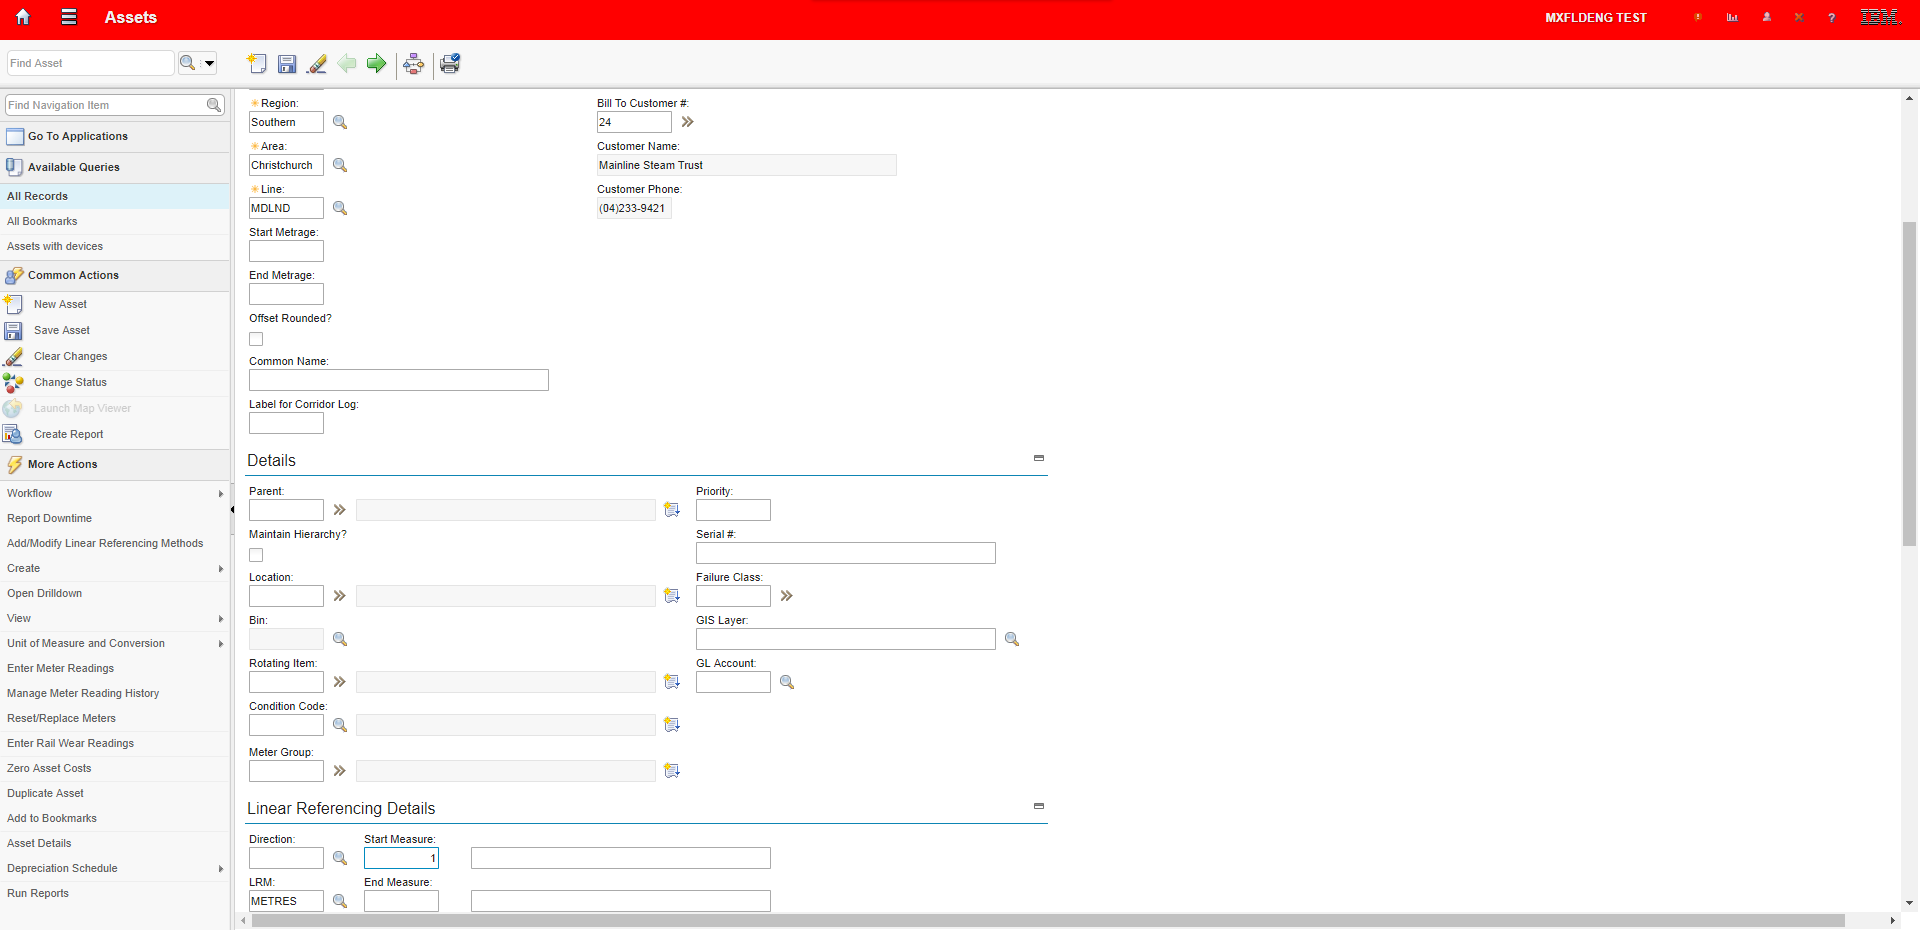 Assets
MXFLDENG TEST
IBM
Find Asset
Find Navigation Item
Go To Applications
Available Queries
All Records
All Bookmarks
Assets with devices
Common Actions
New Asset
Save Asset
Clear Changes
Change Status
Launch Map Viewer
Create Report
More Actions
Workflow
Report Downtime
Add/Modify Linear Referencing Methods
Create
Open Drilldown
View
Unit of Measure and Conversion
Enter Meter Readings
Manage Meter Reading History
Reset/Replace Meters
Enter Rail Wear Readings
Zero Asset Costs
Duplicate Asset
Add to Bookmarks
Asset Details
Depreciation Schedule
Run Reports
Region:
Southern
Area:
Christchurch
Line:
MDLND
Start Metrage:
End Metrage:
Offset Rounded?
Common Name:
Label for Corridor Log:
Bill To Customer #:
24
Customer Name:
Mainline Steam Trust
Customer Phone:
(04)233-9421
Details
Parent:
Maintain Hierarchy?
Location:
Bin:
Rotating Item:
Condition Code:
Meter Group:
Priority:
Serial #:
Failure Class:
GIS Layer:
GL Account:
Linear Referencing Details
Direction:
Start Measure:
1
LRM:
End Measure:
METRES